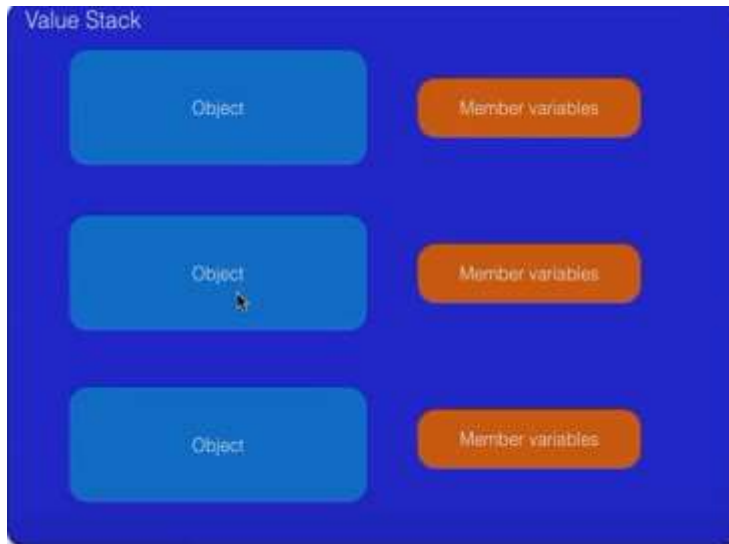 Value Stack
Object
Member variables
Object
Member variables
Object
Member variables